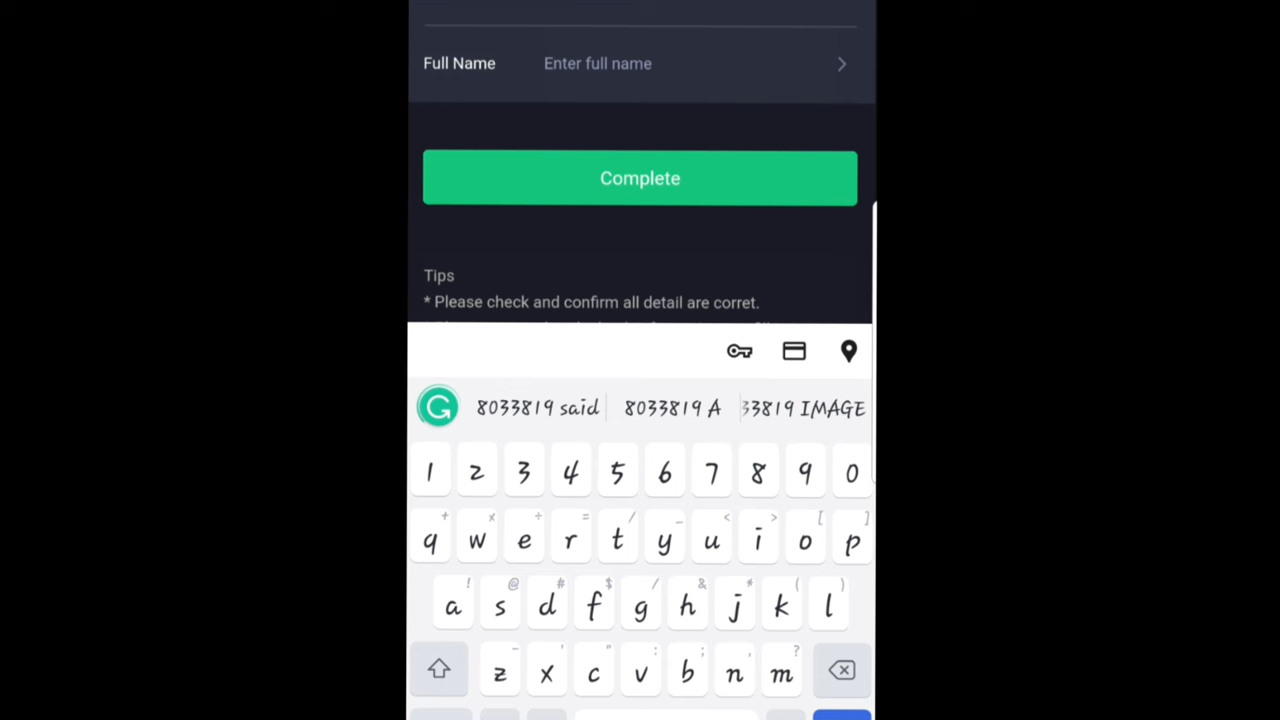 Full Name Enter full name
Complete
Tips
* Please check and confirm all detail are corret.
8033819 said 8033819 A 33819 IMAGE
1 2 3 4 5 6 7 8 9 0
+ x ÷ = / _ < > [ ]
q w e r t y u i o p
! @ # $ / & * ( )
a s d f g h j k l
- ' " : ; , ?
z x c v b n m